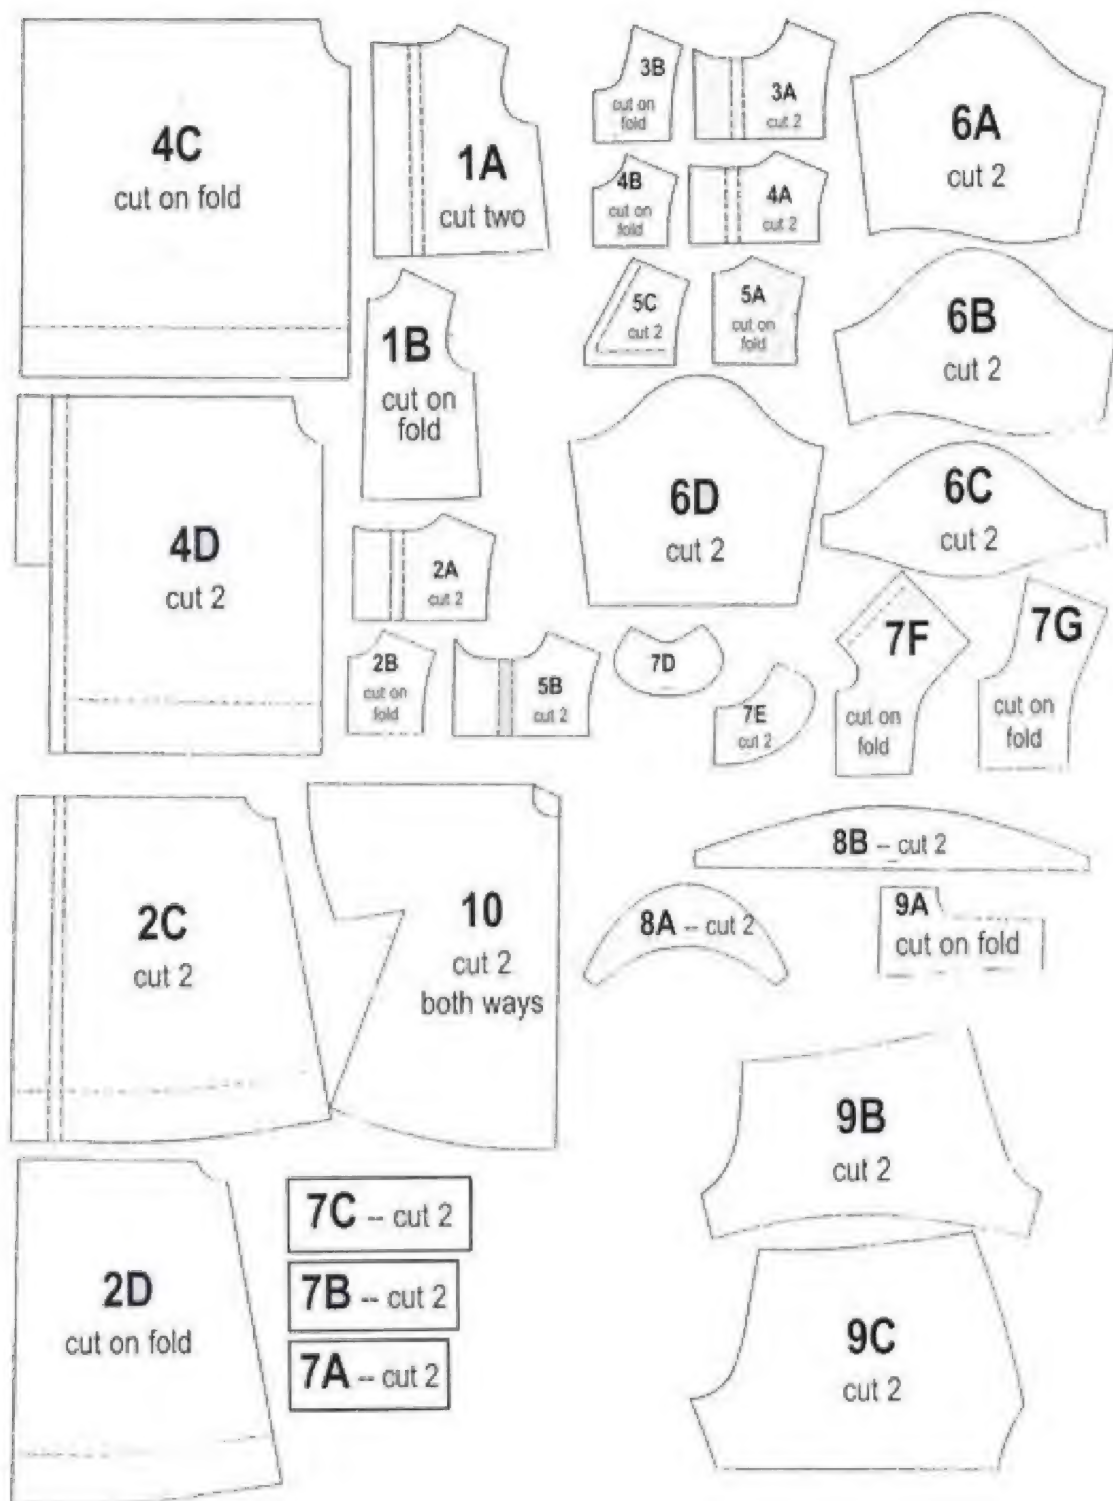 4C
cut on fold
1A
cut two
3B
cut on
fold
3A
cut 2
6A
cut 2
4B
cut on
fold
4A
cut 2
1B
cut on
fold
5C
cut 2
5A
cut on
fold
6B
cut 2
4D
cut 2
6D
cut 2
6C
cut 2
2A
cut 2
2B
cut on
fold
5B
cut 2
7D
7E
cut 2
7F
cut on
fold
7G
cut on
fold
2C
cut 2
10
cut 2
both ways
8B -- cut 2
8A -- cut 2
9A
cut on fold
9B
cut 2
2D
cut on fold
7C -- cut 2
7B -- cut 2
7A -- cut 2
9C
cut 2